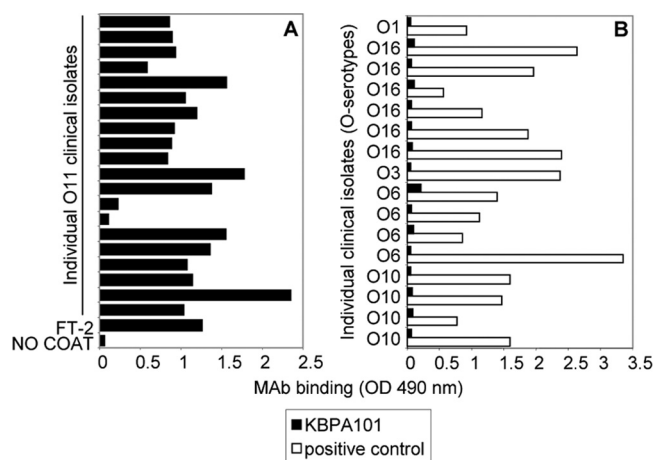 A
Individual O11 clinical isolates
FT-2
NO COAT
0 0.5 1 1.5 2 2.5
B
Individual clinical isolates (O-serotypes)
O1
O16
O16
O16
O16
O16
O16
O3
O6
O6
O6
O6
O10
O10
O10
O10
0 0.5 1 1.5 2 2.5 3 3.5
MAb binding (OD 490 nm)
KBPA101
positive control